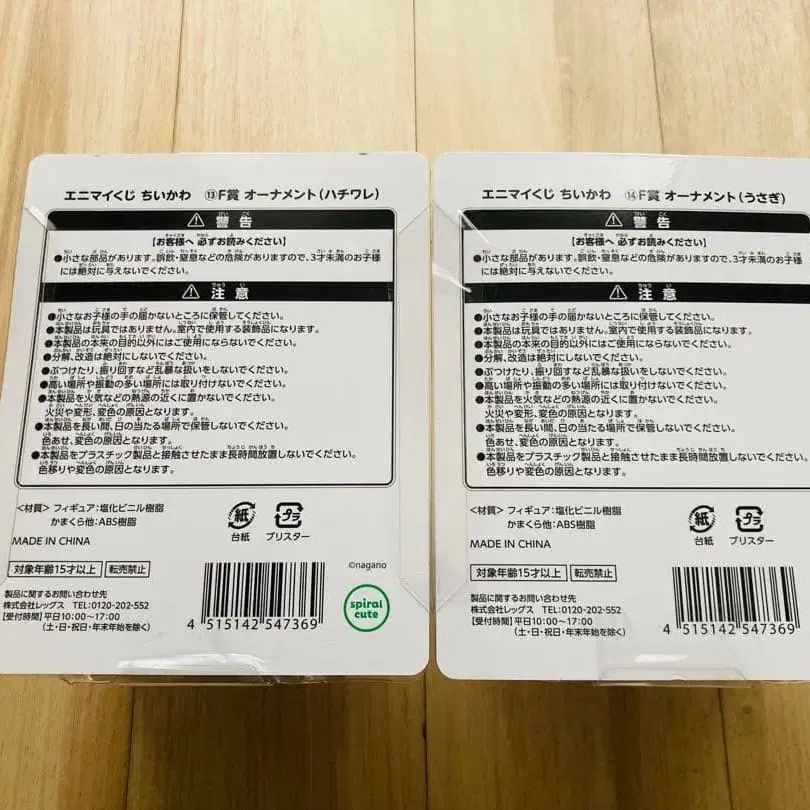 エニマイくじ ちいかわ ⑬F賞 オーナメント(ハチワレ)
⚠ 警告
【お客様へ 必ずお読みください】
●小さな部品があります。誤飲・窒息などの危険がありますので、3才未満のお子様
には絶対に与えないでください。
⚠ 注意
●小さなお子様の手の届かないところに保管してください。
●本製品は玩具ではありません。室内で使用する装飾品になります。
●本製品の本来の目的以外にはご使用にならないでください。
●分解、改造は絶対にしないでください。
●ぶつけたり、振り回すなど乱暴な扱いをしないでください。
●高い場所や振動の多い場所には取り付けないでください。
●本製品を火気などの熱源の近くに置かないでください。
火災や変形、変色の原因となります。
●本製品を長い間、日の当たる場所で保管しないでください。
色あせ、変色の原因となります。
●本製品をプラスチック製品と接触させたまま長時間放置しないでください。
色移りや変色の原因となります。
<材質> フィギュア:塩化ビニル樹脂
かまくら他:ABS樹脂
MADE IN CHINA
紙
台紙
プラ
ブリスター
対象年齢15才以上 転売禁止
©nagano
製品に関するお問い合わせ先
株式会社レッグス TEL:0120-202-552
【受付時間】平日10:00~17:00
(土・日・祝日・年末年始を除く)
4 515142 547369
spiral
cute
エニマイくじ ちいかわ ⑭F賞 オーナメント(うさぎ)
⚠ 警告
【お客様へ 必ずお読みください】
●小さな部品があります。誤飲・窒息などの危険がありますので、3才未満のお子様
には絶対に与えないでください。
⚠ 注意
●小さなお子様の手の届かないところに保管してください。
●本製品は玩具ではありません。室内で使用する装飾品になります。
●本製品の本来の目的以外にはご使用にならないでください。
●分解、改造は絶対にしないでください。
●ぶつけたり、振り回すなど乱暴な扱いをしないでください。
●高い場所や振動の多い場所には取り付けないでください。
●本製品を火気などの熱源の近くに置かないでください。
火災や変形、変色の原因となります。
●本製品を長い間、日の当たる場所で保管しないでください。
色あせ、変色の原因となります。
●本製品をプラスチック製品と接触させたまま長時間放置しないでください。
色移りや変色の原因となります。
<材質> フィギュア:塩化ビニル樹脂
かまくら他:ABS樹脂
MADE IN CHINA
紙
台紙
プラ
ブリスター
対象年齢15才以上 転売禁止
製品に関するお問い合わせ先
株式会社レッグス TEL:0120-202-552
【受付時間】平日10:00~17:00
(土・日・祝日・年末年始を除く)
4 515142 547369